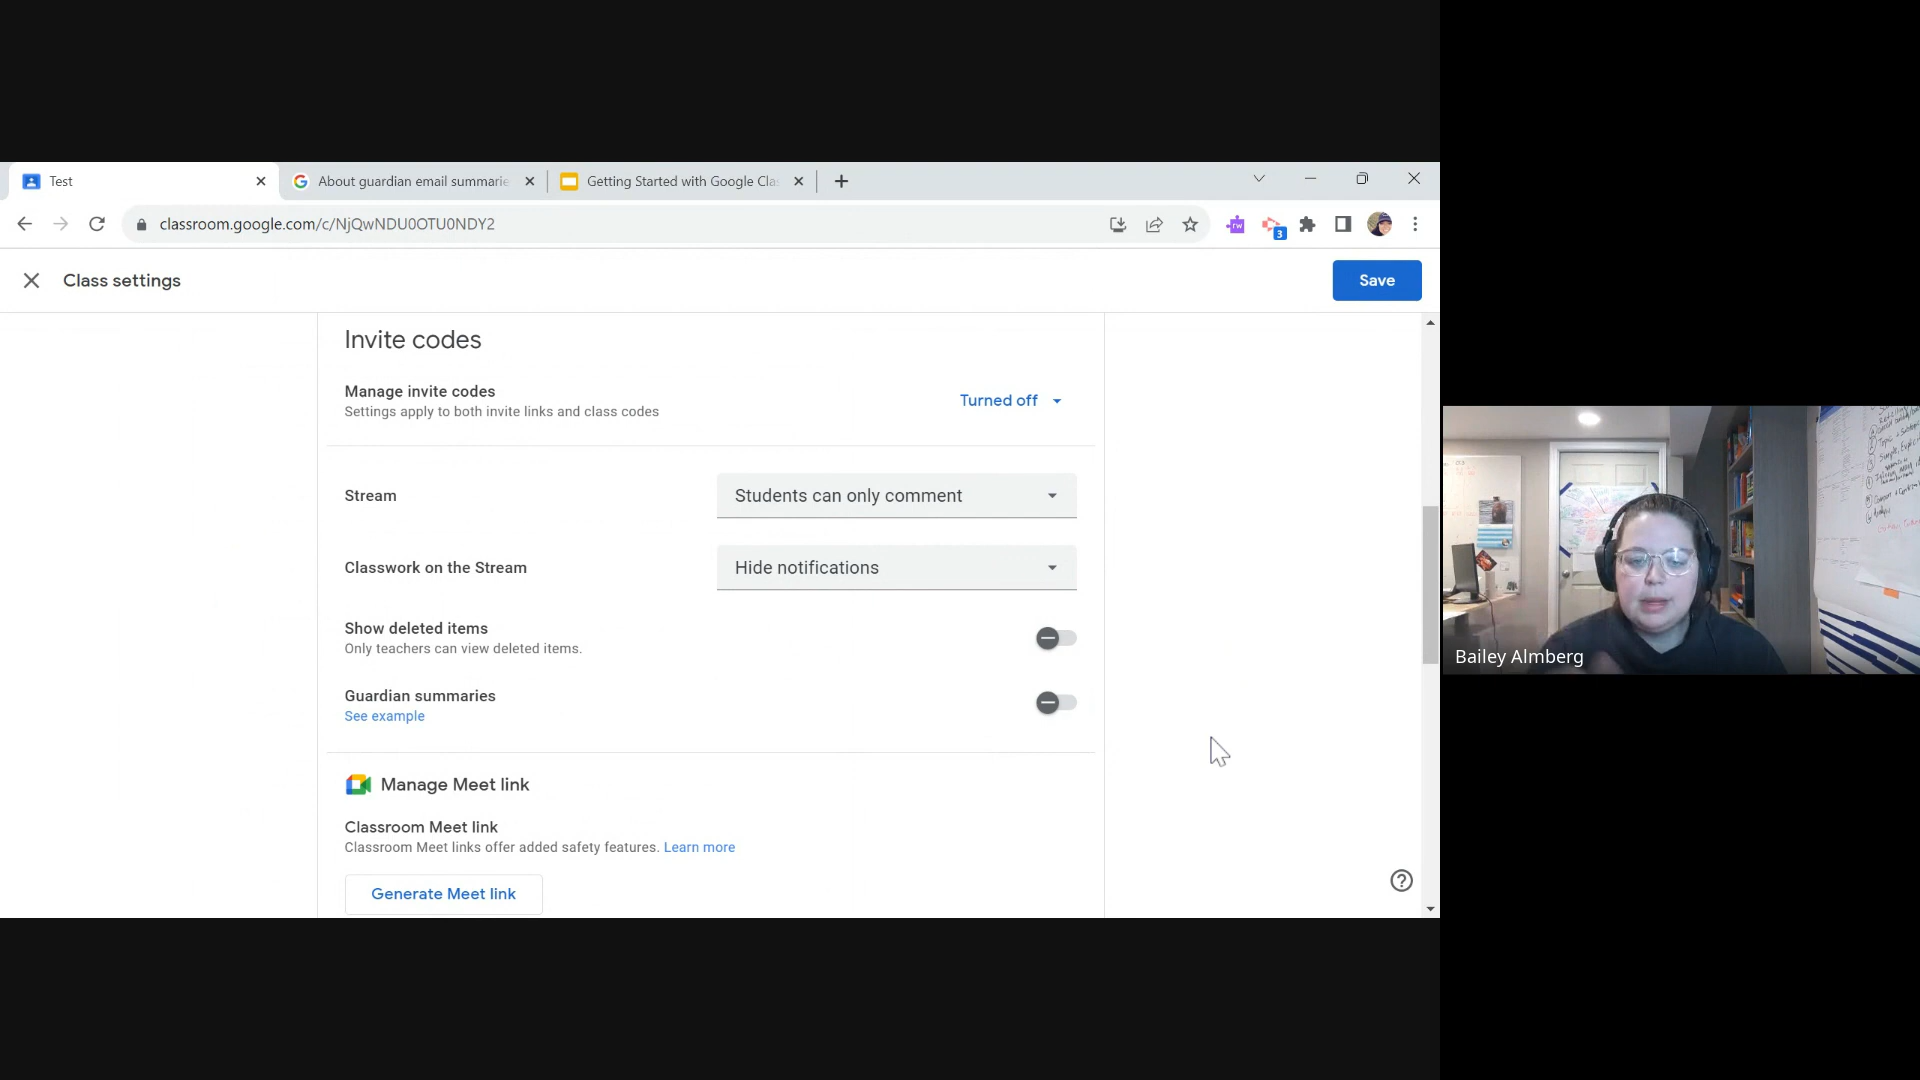 Test
About guardian email summarie
Getting Started with Google Cla
classroom.google.com/c/NjQwNDU0OTU0NDY2
rw
3
Class settings
Save
Invite codes
Manage invite codes
Settings apply to both invite links and class codes
Turned off
Stream
Students can only comment
Classwork on the Stream
Hide notifications
Show deleted items
Only teachers can view deleted items.
Guardian summaries
See example
Manage Meet link
Classroom Meet link
Classroom Meet links offer added safety features. Learn more
Generate Meet link
Bailey Almberg